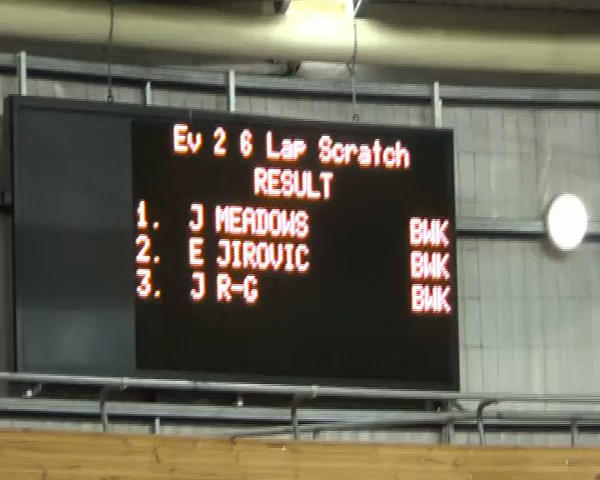 Ev 2 6 Lap Scratch
RESULT
1. J MEADOWS BWK
2. E JIROVIC BWK
3. J R-G BWK